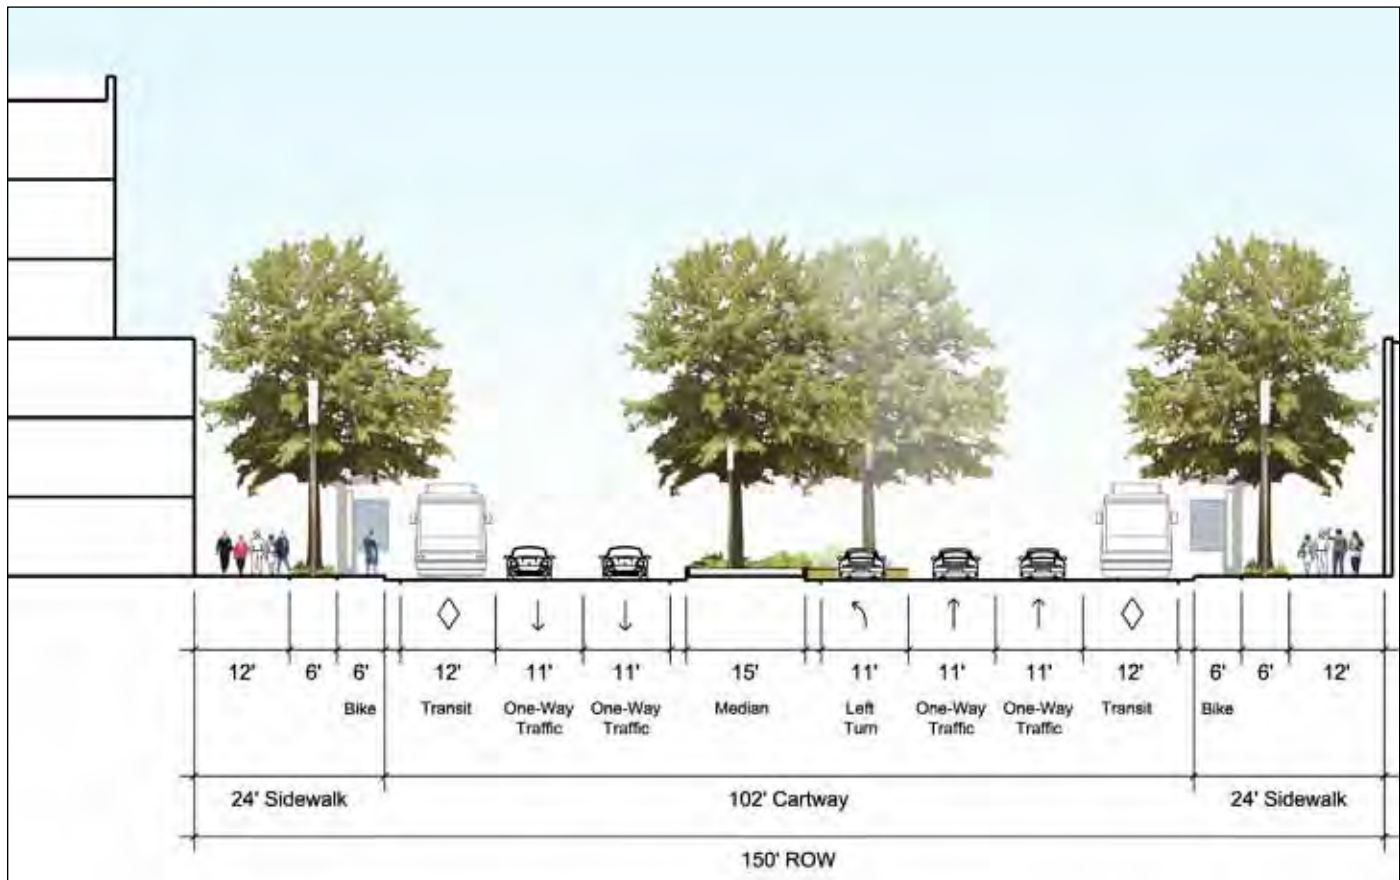 12' 6' 6' 12' 11' 11' 15' 11' 11' 11' 12' 6' 6' 12'
Bike Transit One-Way Traffic One-Way Traffic Median Left Turn One-Way Traffic One-Way Traffic Transit Bike
24' Sidewalk 102' Cartway 24' Sidewalk
150' ROW